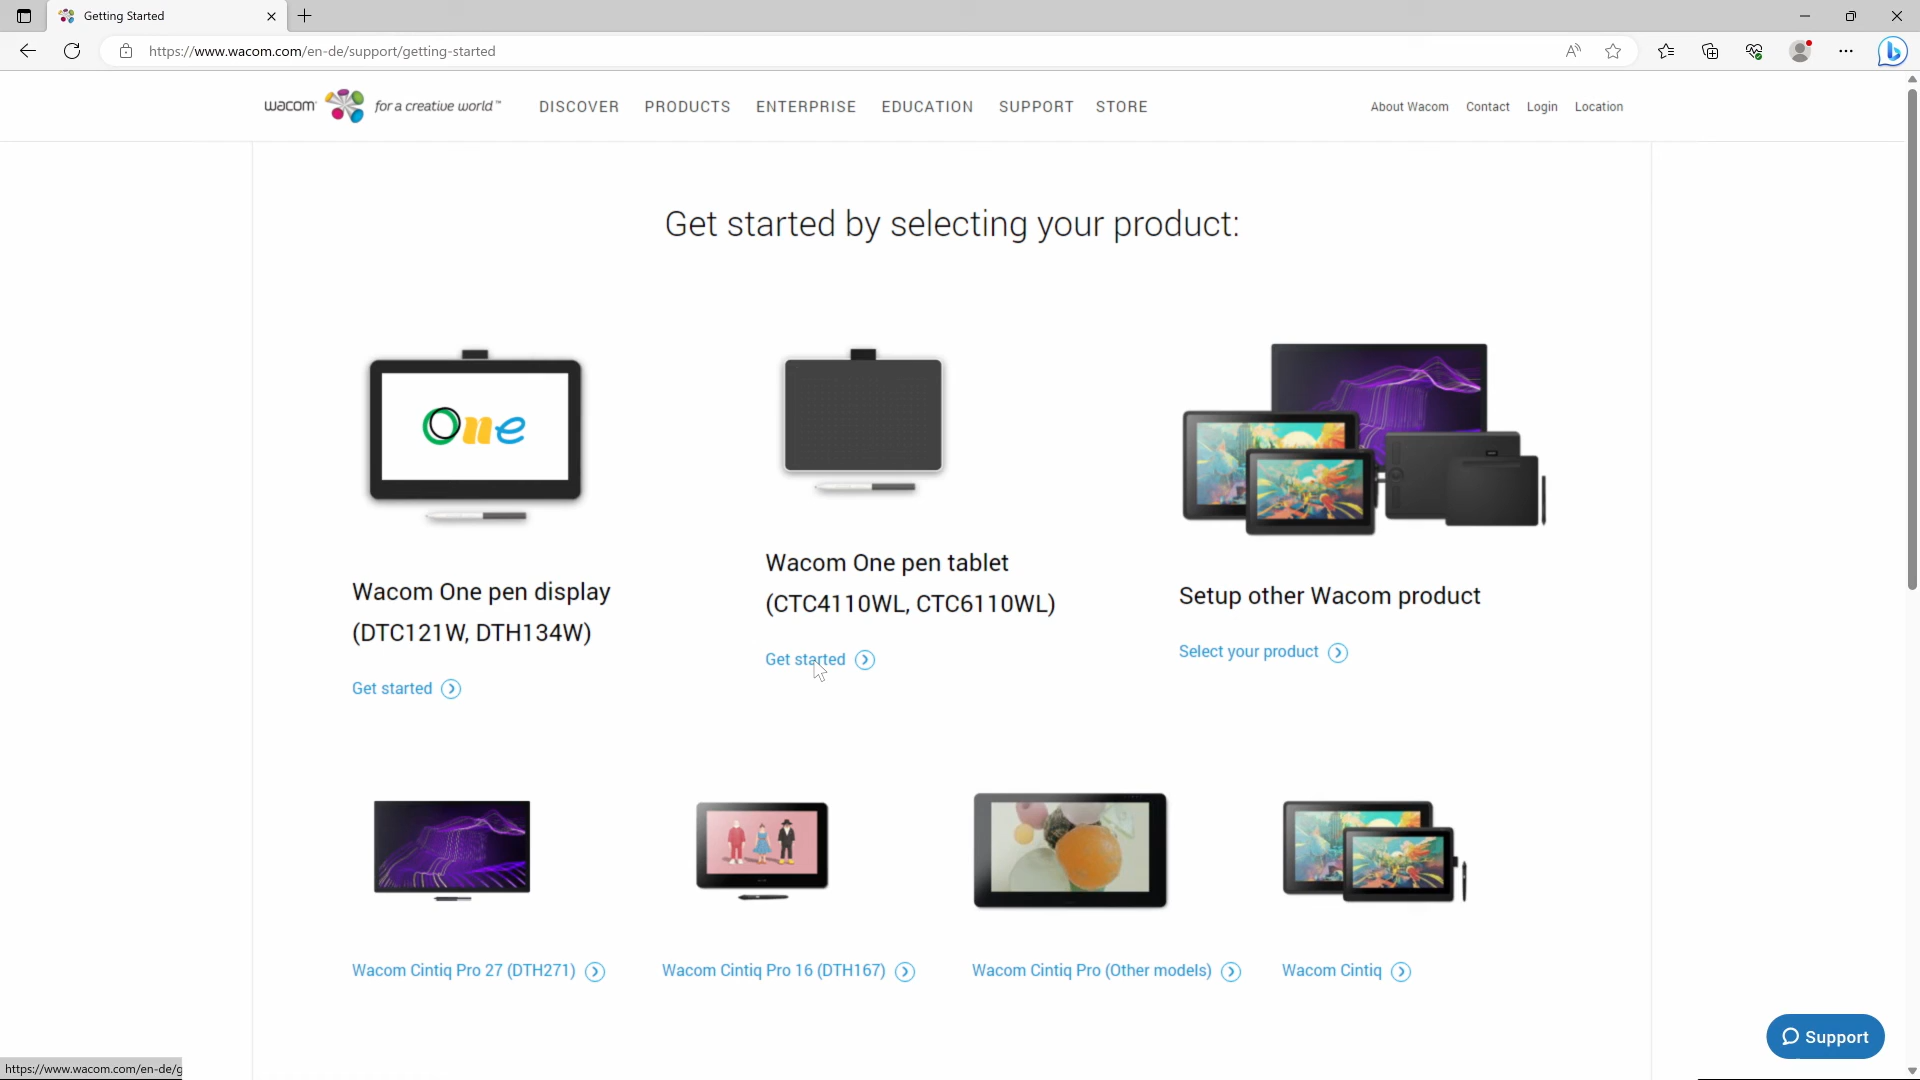 Getting Started
https://www.wacom.com/en-de/support/getting-started
wacom for a creative world™ DISCOVER PRODUCTS ENTERPRISE EDUCATION SUPPORT STORE About Wacom Contact Login Location
Get started by selecting your product:
One
Wacom One pen display
(DTC121W, DTH134W)
Get started
Wacom One pen tablet
(CTC4110WL, CTC6110WL)
Get started
Setup other Wacom product
Select your product
Wacom Cintiq Pro 27 (DTH271) Wacom Cintiq Pro 16 (DTH167) Wacom Cintiq Pro (Other models) Wacom Cintiq
Support
https://www.wacom.com/en-de/g